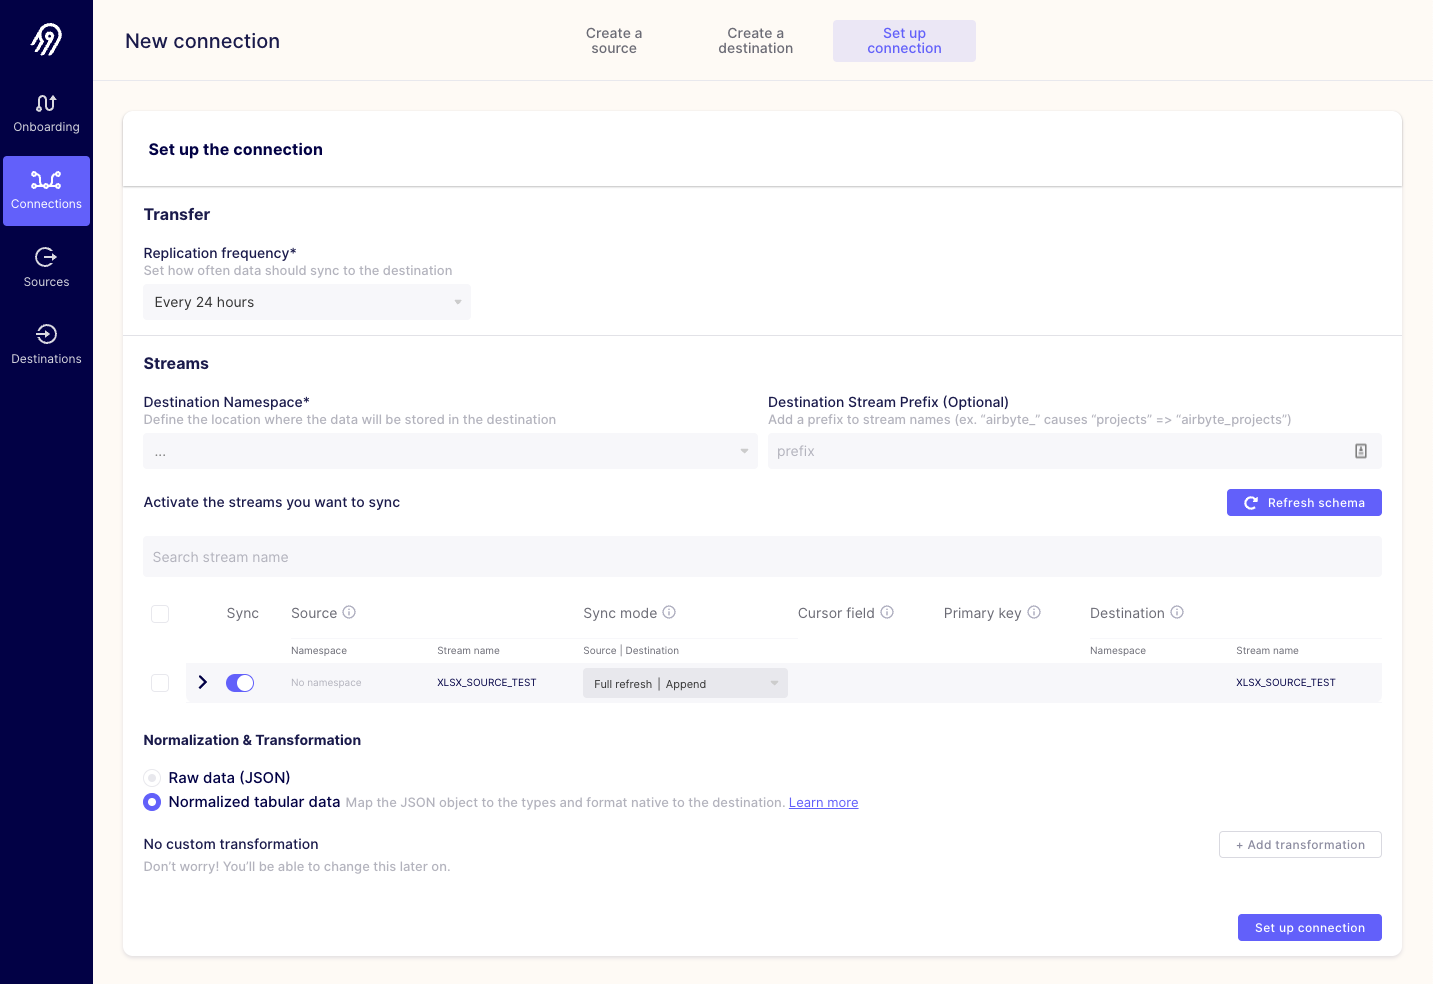 New connection
Create a
source
Create a
destination
Set up
connection
Onboarding
Connections
Sources
Destinations
Set up the connection
Transfer
Replication frequency*
Set how often data should sync to the destination
Every 24 hours
Streams
Destination Namespace*
Define the location where the data will be stored in the destination
...
Destination Stream Prefix (Optional)
Add a prefix to stream names (ex. “airbyte_” causes “projects” => “airbyte_projects”)
prefix
Activate the streams you want to sync
Refresh schema
Search stream name
Sync Source Sync mode Cursor field Primary key Destination
Namespace Stream name Source | Destination Namespace Stream name
No namespace XLSX_SOURCE_TEST Full refresh | Append XLSX_SOURCE_TEST
Normalization & Transformation
Raw data (JSON)
Normalized tabular data Map the JSON object to the types and format native to the destination. Learn more
No custom transformation
Don’t worry! You’ll be able to change this later on.
+ Add transformation
Set up connection